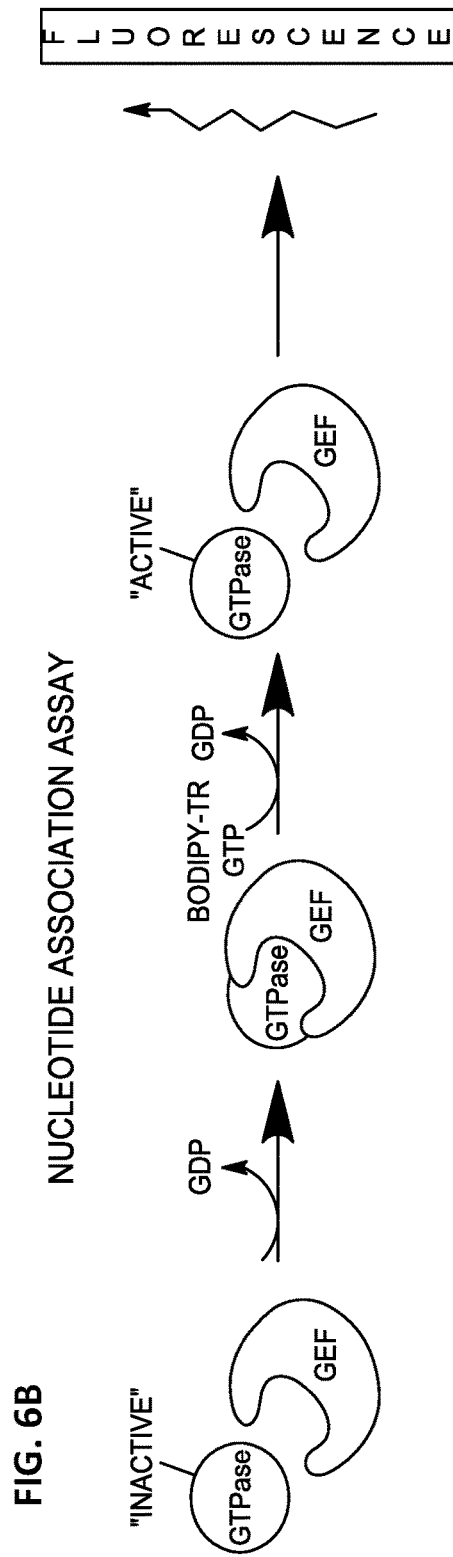 FIG. 6B
NUCLEOTIDE ASSOCIATION ASSAY
"INACTIVE"
GTPase
GEF
GDP
GTPase
GEF
BODIPY-TR
GTP
GDP
"ACTIVE"
GTPase
GEF
FLUORESCENCE